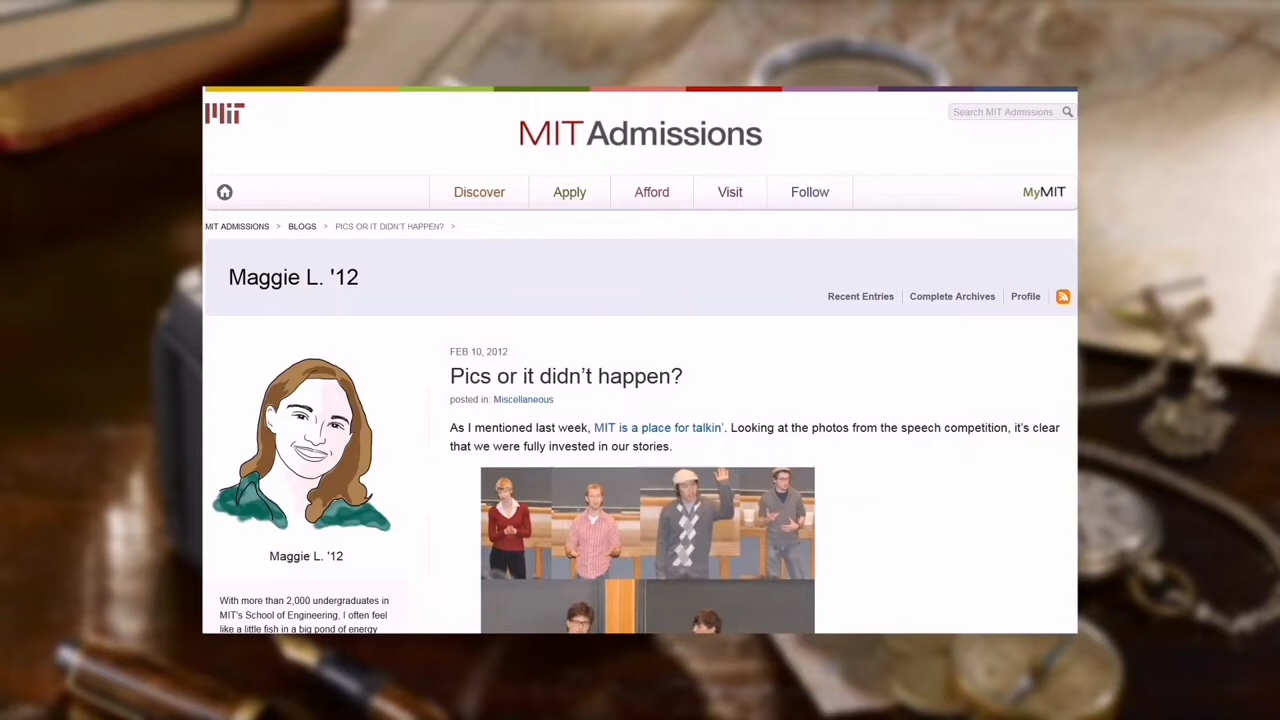 MIT
Search MIT Admissions
MIT Admissions
Discover Apply Afford Visit Follow MyMIT
MIT ADMISSIONS > BLOGS > PICS OR IT DIDN'T HAPPEN? >
Maggie L. '12
Recent Entries Complete Archives Profile
FEB 10, 2012
Pics or it didn't happen?
posted in: Miscellaneous
As I mentioned last week, MIT is a place for talkin'. Looking at the photos from the speech competition, it's clear
that we were fully invested in our stories.
Maggie L. '12
With more than 2,000 undergraduates in
MIT's School of Engineering, I often feel
like a little fish in a big pond of energy